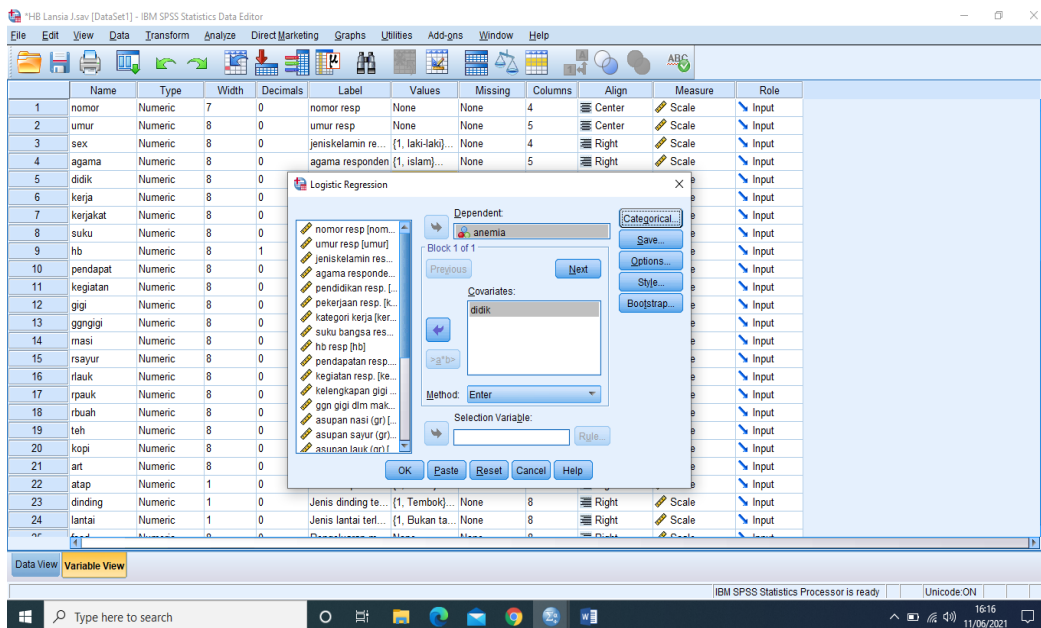 *HB Lansia J.sav [DataSet1] - IBM SPSS Statistics Data Editor
File Edit View Data Transform Analyze Direct Marketing Graphs Utilities Add-ons Window Help
Name Type Width Decimals Label Values Missing Columns Align Measure Role
1 nomor Numeric 7 0 nomor resp None None 4 Center Scale Input
2 umur Numeric 8 0 umur resp None None 5 Center Scale Input
3 sex Numeric 8 0 jeniskelamin re... {1, laki-laki}... None 4 Right Scale Input
4 agama Numeric 8 0 agama responden {1, islam}... None 5 Right Scale Input
5 didik Numeric 8 0 Input
6 kerja Numeric 8 0 Input
7 kerjakat Numeric 8 0 Input
8 suku Numeric 8 0 Input
9 hb Numeric 8 1 Input
10 pendapat Numeric 8 0 Input
11 kegiatan Numeric 8 0 Input
12 gigi Numeric 8 0 Input
13 ggngigi Numeric 8 0 Input
14 rnasi Numeric 8 0 Input
15 rsayur Numeric 8 0 Input
16 rlauk Numeric 8 0 Input
17 rpauk Numeric 8 0 Input
18 rbuah Numeric 8 0 Input
19 teh Numeric 8 0 Input
20 kopi Numeric 8 0 Input
21 art Numeric 8 0 Input
22 atap Numeric 1 0 Input
23 dinding Numeric 1 0 Jenis dinding te... {1, Tembok}... None 8 Right Scale Input
24 lantai Numeric 1 0 Jenis lantai terl... {1, Bukan ta... None 8 Right Scale Input
Logistic Regression
nomor resp [nom...
umur resp [umur]
jeniskelamin res...
agama responde...
pendidikan resp. [...
pekerjaan resp. [k...
kategori kerja [ker...
suku bangsa res...
hb resp [hb]
pendapatan resp....
kegiatan resp. [ke...
kelengkapan gigi ...
ggn gigi dlm mak...
asupan nasi (gr) [...
asupan sayur (gr)...
asupan lauk (gr) [
Dependent:
anemia
Block 1 of 1
Previous Next
Covariates:
didik
>a*b>
Method: Enter
Selection Variable:
Rule...
Categorical...
Save...
Options...
Style...
Bootstrap...
OK Paste Reset Cancel Help
Data View Variable View
IBM SPSS Statistics Processor is ready Unicode:ON
Type here to search
16:16
11/06/2021